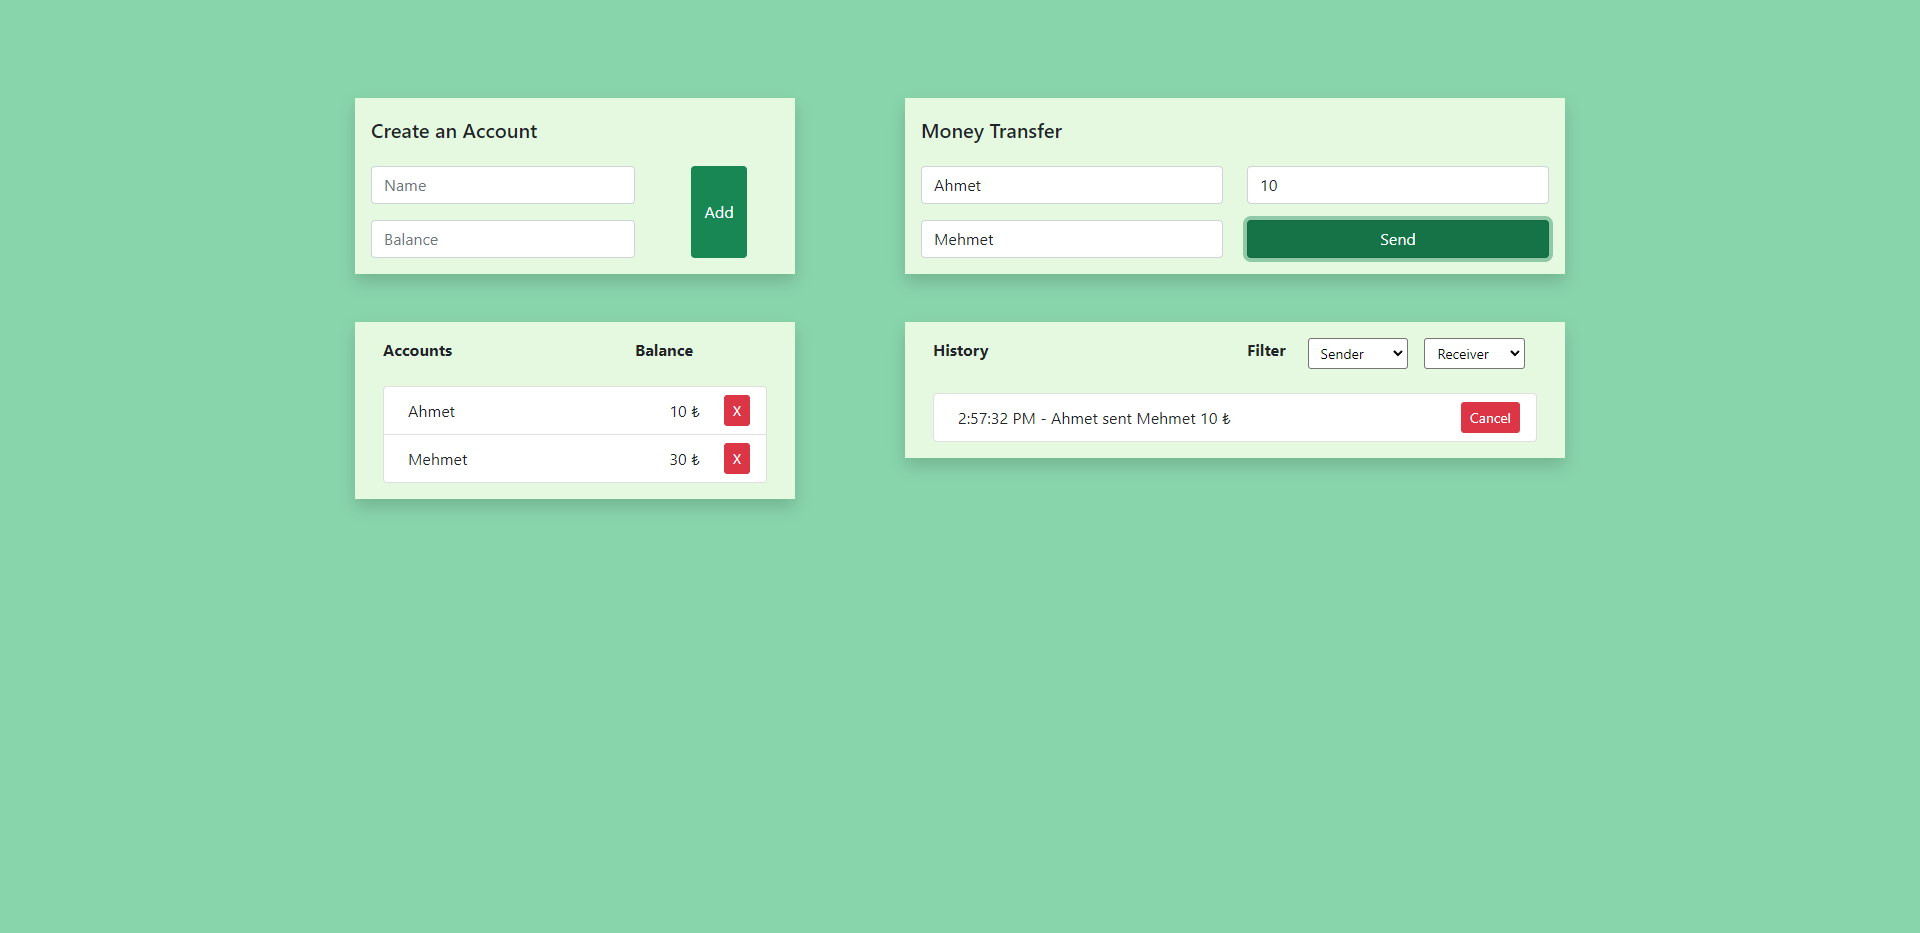 Create an Account
Name
Add
Balance
Money Transfer
Ahmet
10
Mehmet
Send
Accounts Balance
Ahmet 10 ₺ X
Mehmet 30 ₺ X
History Filter Sender Receiver
2:57:32 PM - Ahmet sent Mehmet 10 ₺ Cancel